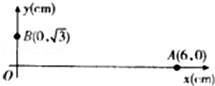 y(cm)
B(0,√3)
A(6,0)
O
x(cm)